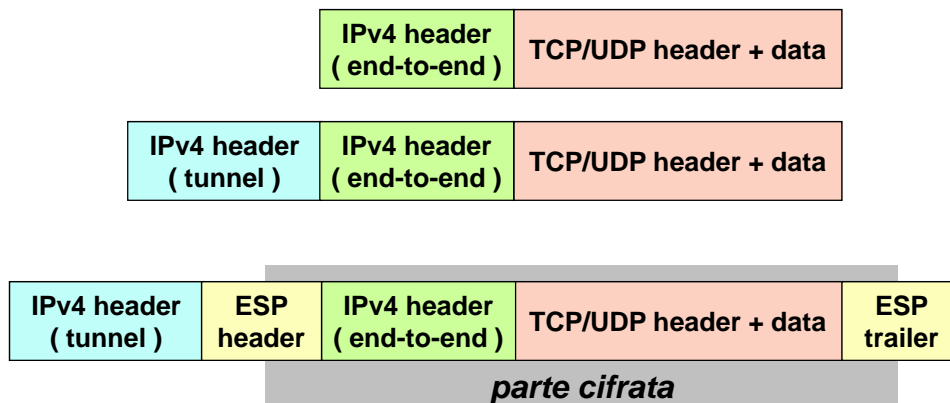 IPv4 header
( end-to-end )
TCP/UDP header + data
IPv4 header
( tunnel )
IPv4 header
( end-to-end )
TCP/UDP header + data
IPv4 header
( tunnel )
ESP
header
IPv4 header
( end-to-end )
TCP/UDP header + data
ESP
trailer
parte cifrata